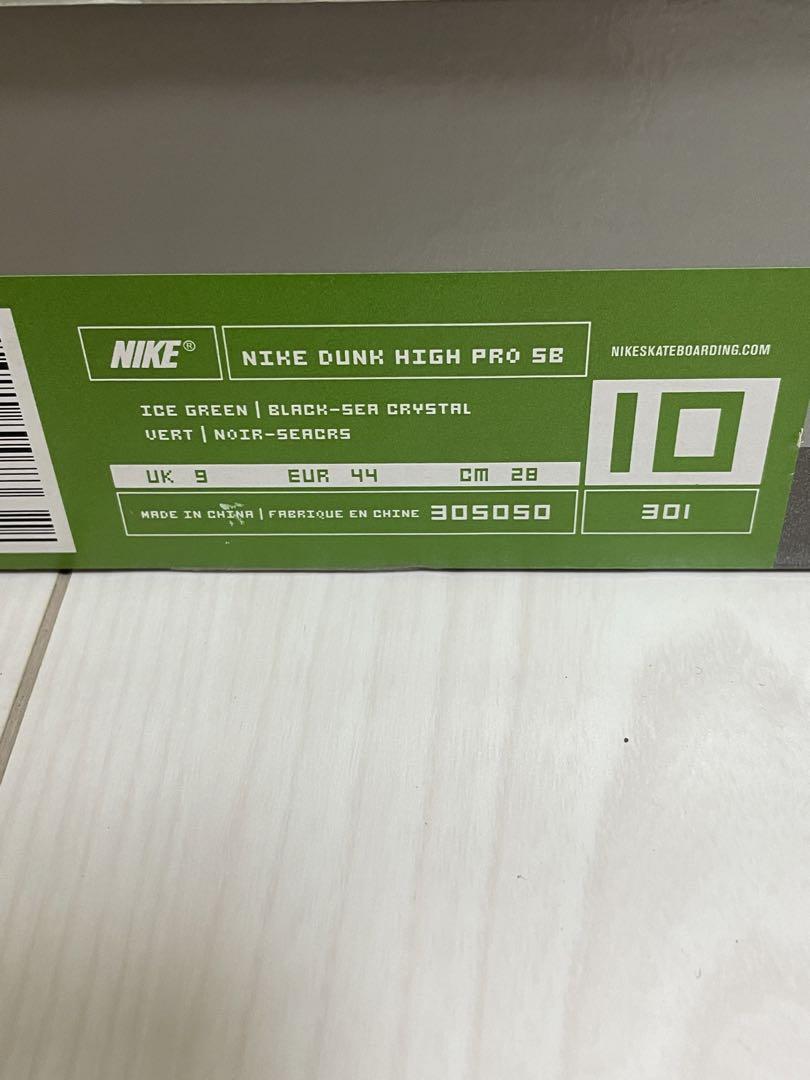 NIKE® NIKE DUNK HIGH PRO SB NIKESKATEBOARDING.COM
ICE GREEN | BLACK-SEA CRYSTAL
VERT | NOIR-SEACRS
10
UK 9 EUR 44 CM 28
MADE IN CHINA | FABRIQUE EN CHINE 305050 301